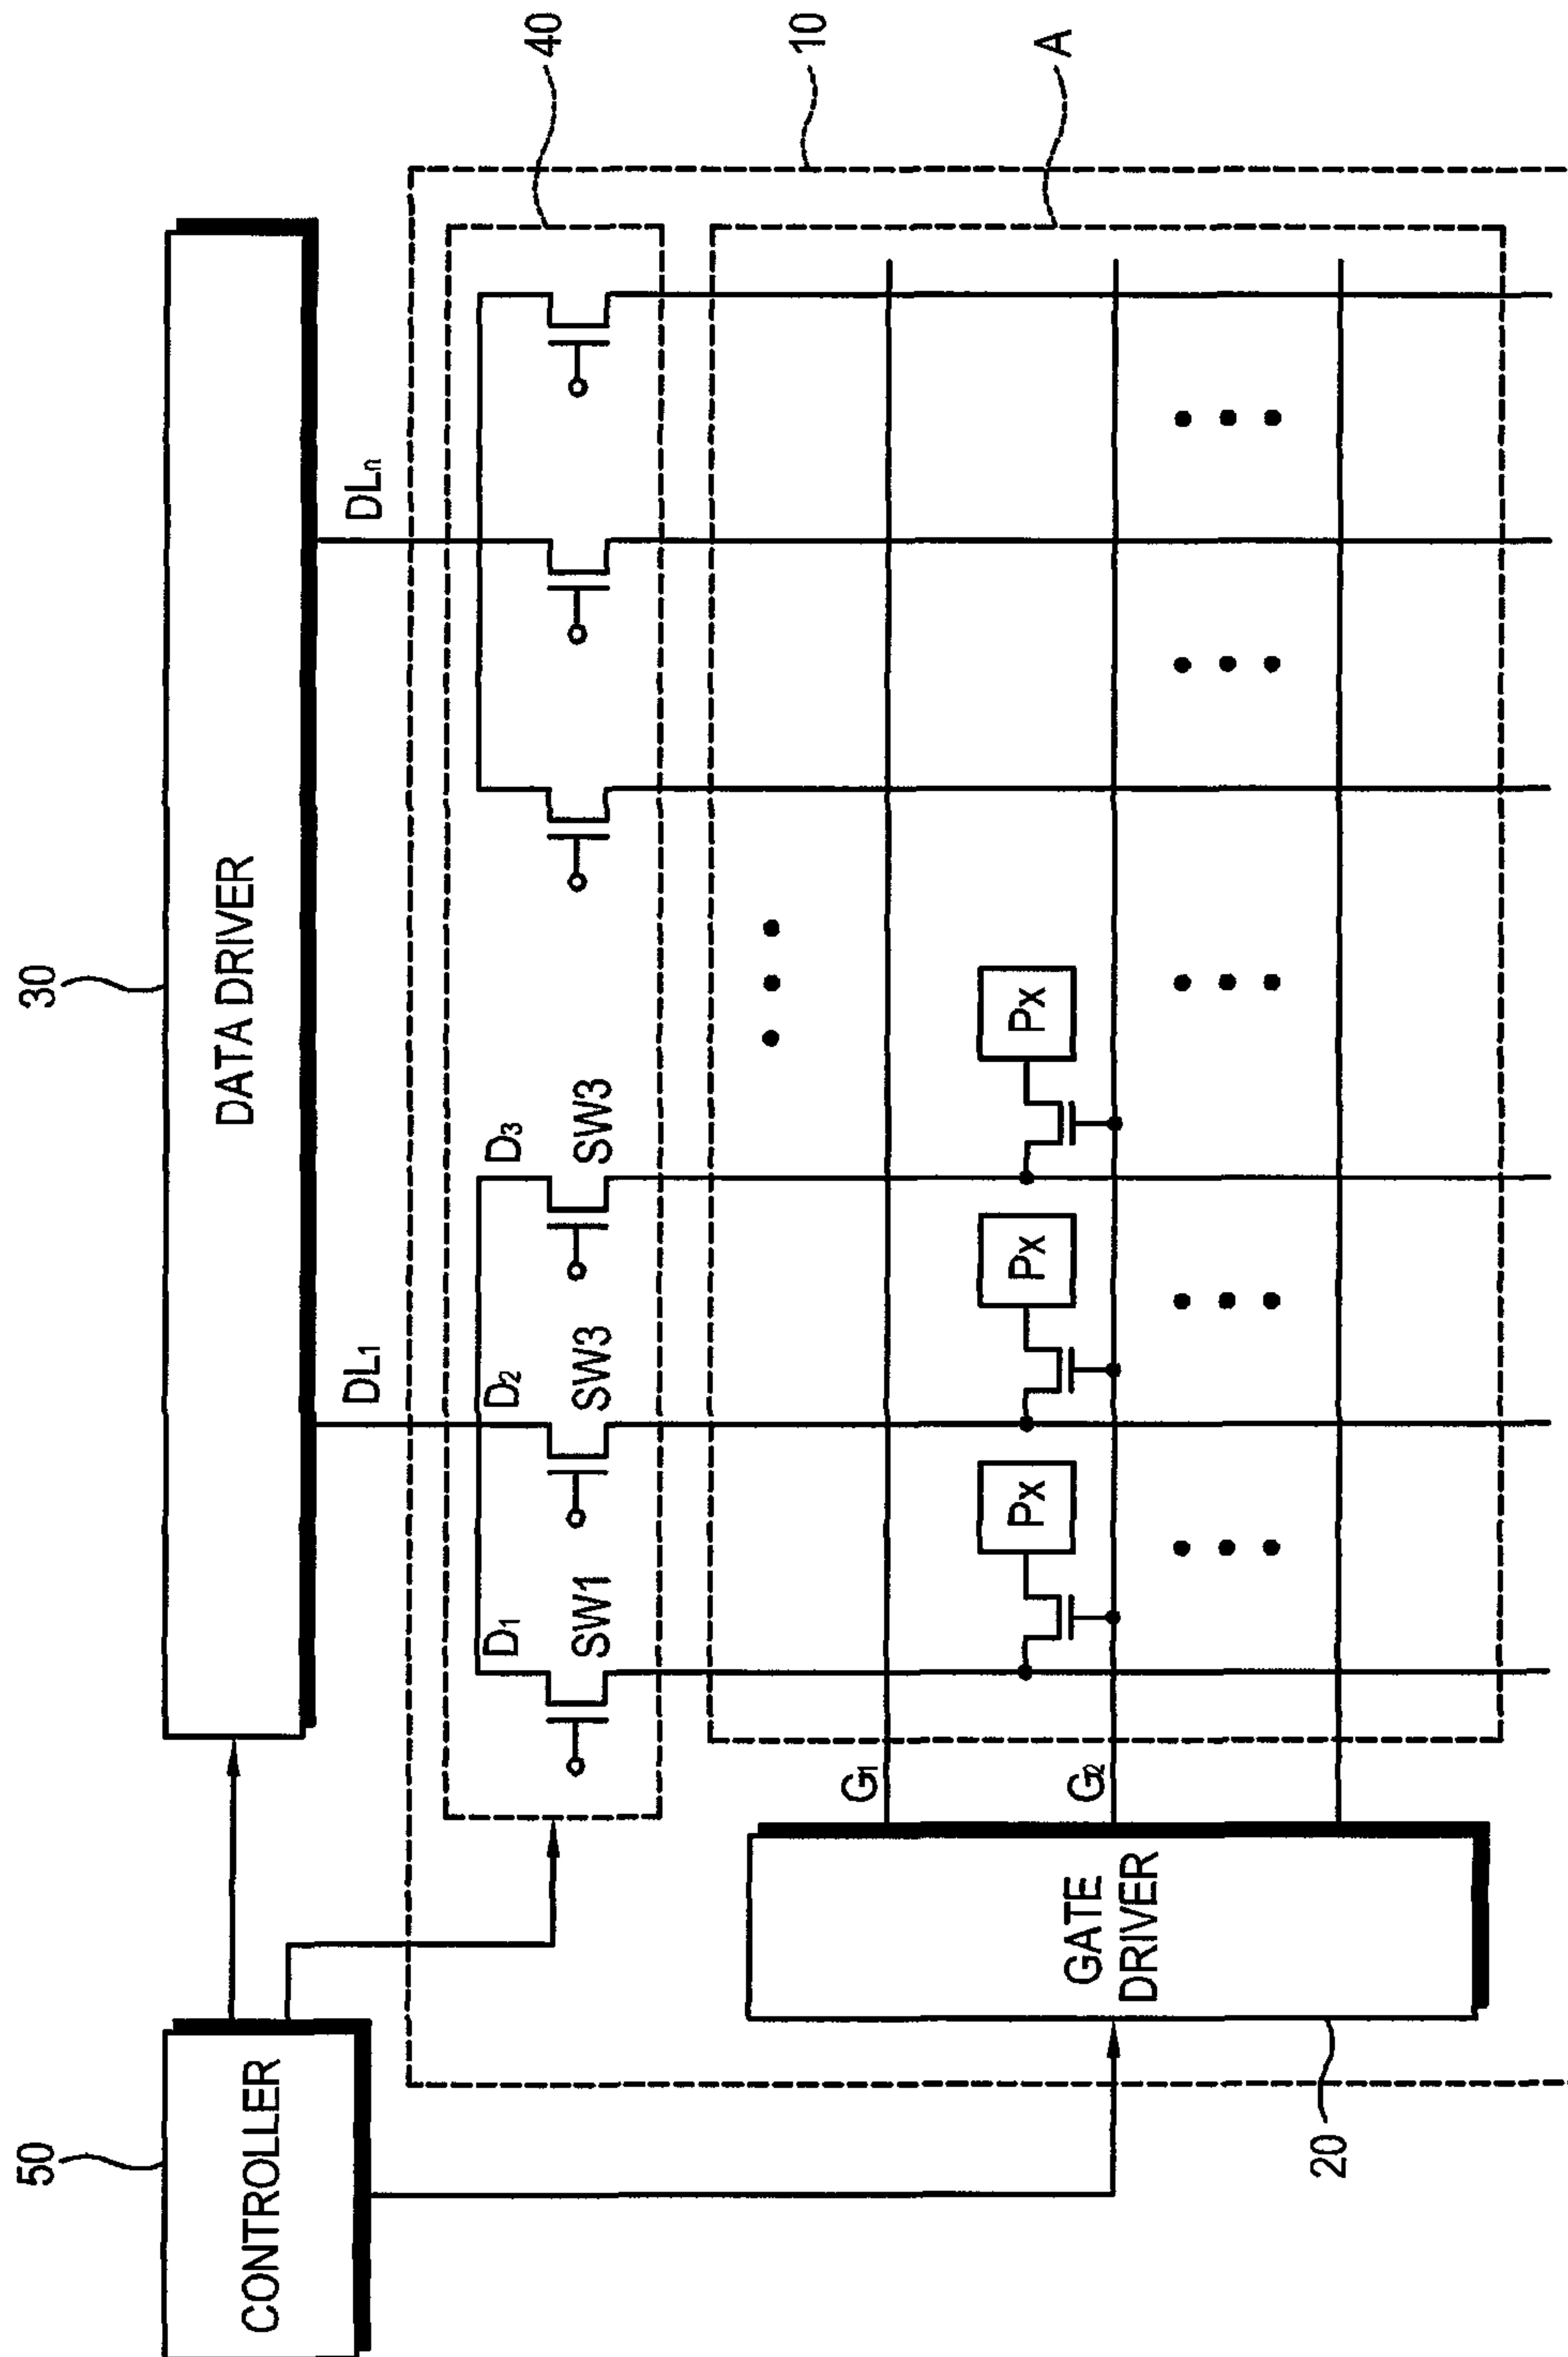 50
CONTROLLER
30
DATA DRIVER
DL₁
DLₙ
40
10
A
D₁
D₂
D₃
SW1
SW3
SW3
G₁
G₂
Px
Px
Px
GATE
DRIVER
20